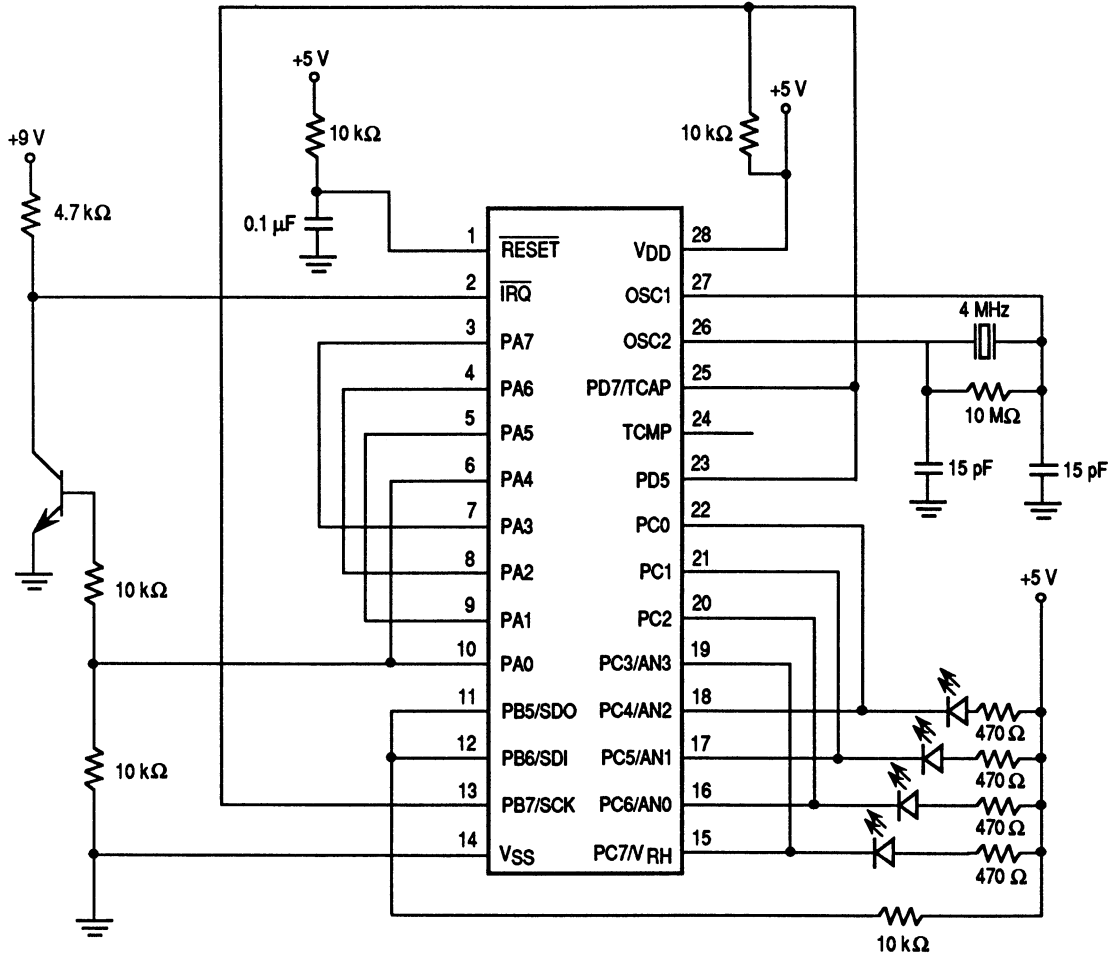 +5 V
+5 V
+9 V
10 kΩ
10 kΩ
4.7 kΩ
0.1 µF
1 RESET
VDD 28
2 IRQ
OSC1 27
4 MHz
3 PA7
OSC2 26
4 PA6
PD7/TCAP 25
10 MΩ
5 PA5
TCMP 24
6 PA4
PD5 23
15 pF
15 pF
7 PA3
PC0 22
8 PA2
PC1 21
10 kΩ
+5 V
9 PA1
PC2 20
10 PA0
PC3/AN3 19
11 PB5/SDO
PC4/AN2 18
470 Ω
12 PB6/SDI
PC5/AN1 17
470 Ω
10 kΩ
13 PB7/SCK
PC6/AN0 16
470 Ω
14 VSS
PC7/VRH 15
470 Ω
10 kΩ